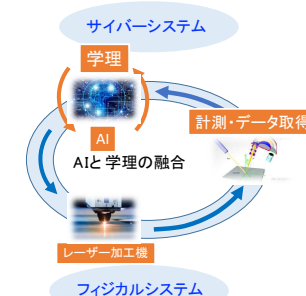 サイバーシステム
学理
計測・データ取得
AI
AIと学理の融合
レーザー加工機
フィジカルシステム